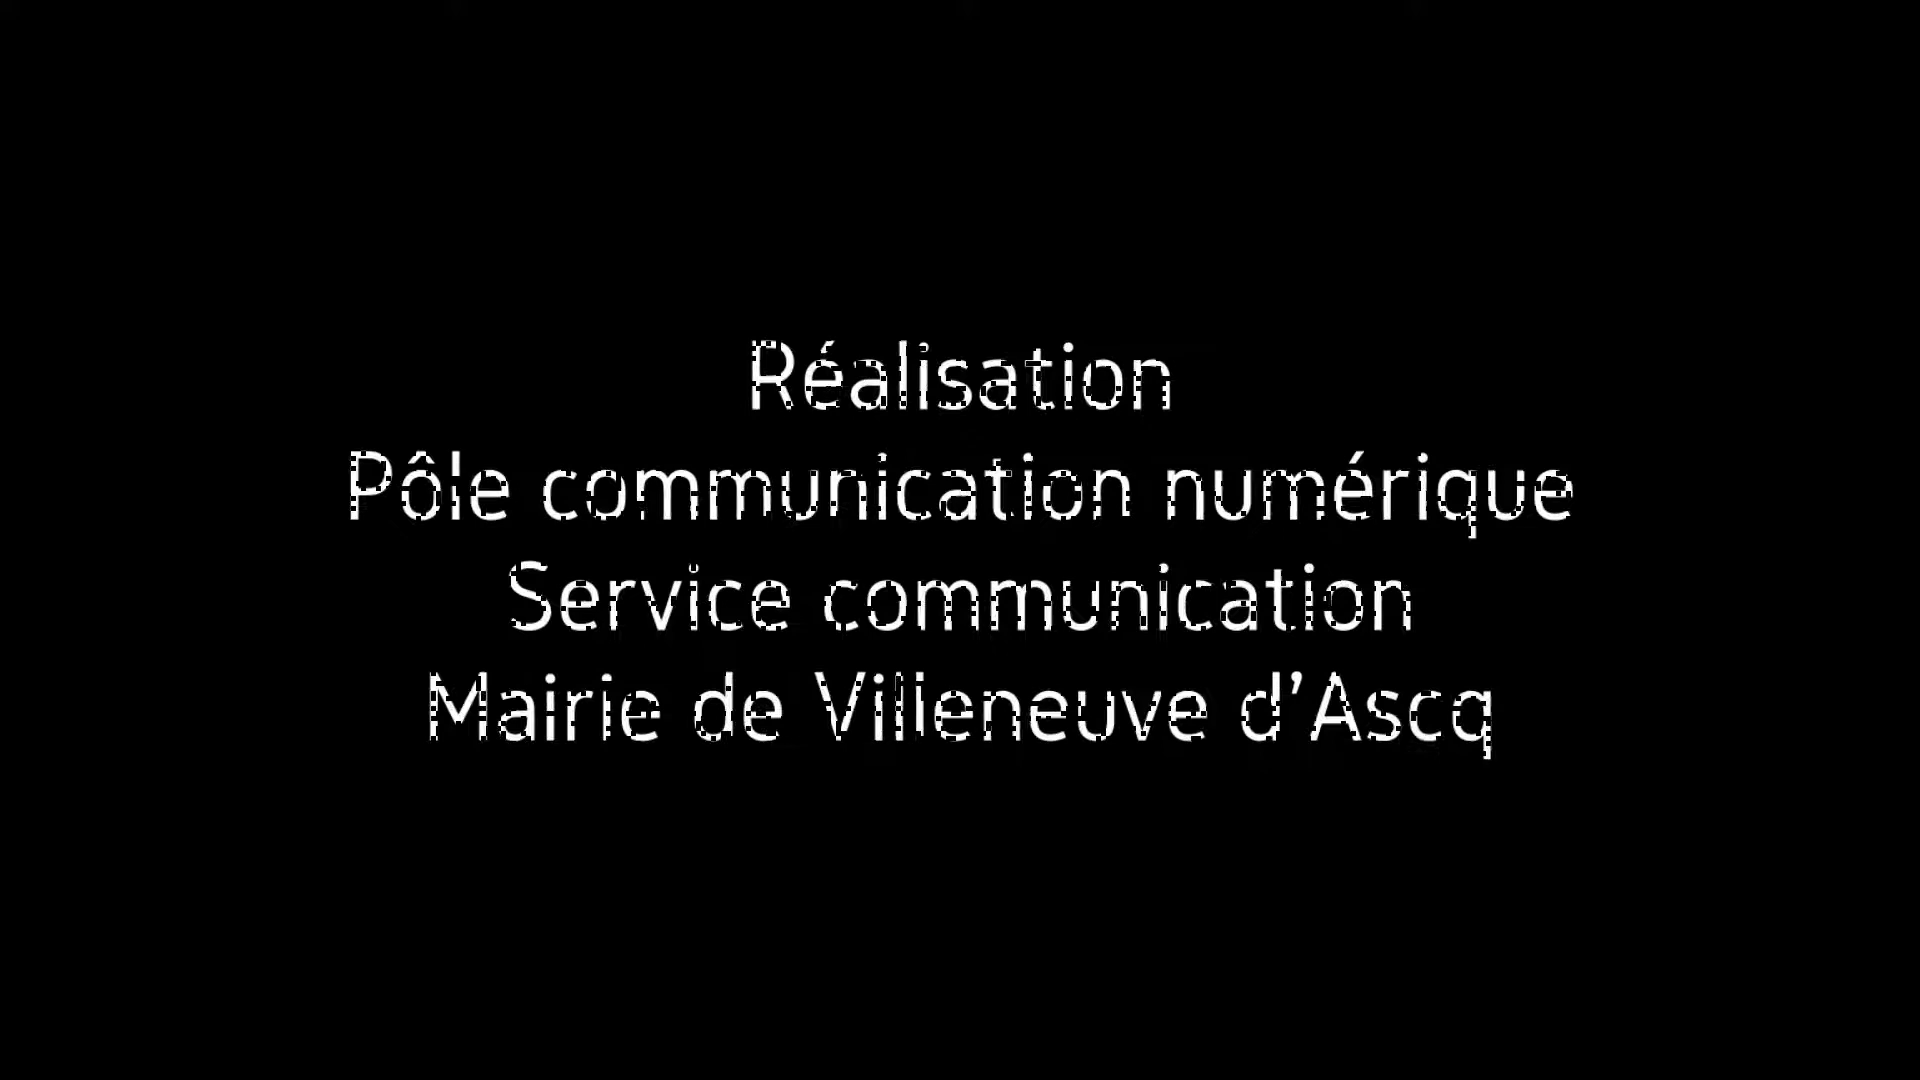 Réalisation
Pôle communication numérique
Service communication
Mairie de Villeneuve d’Ascq